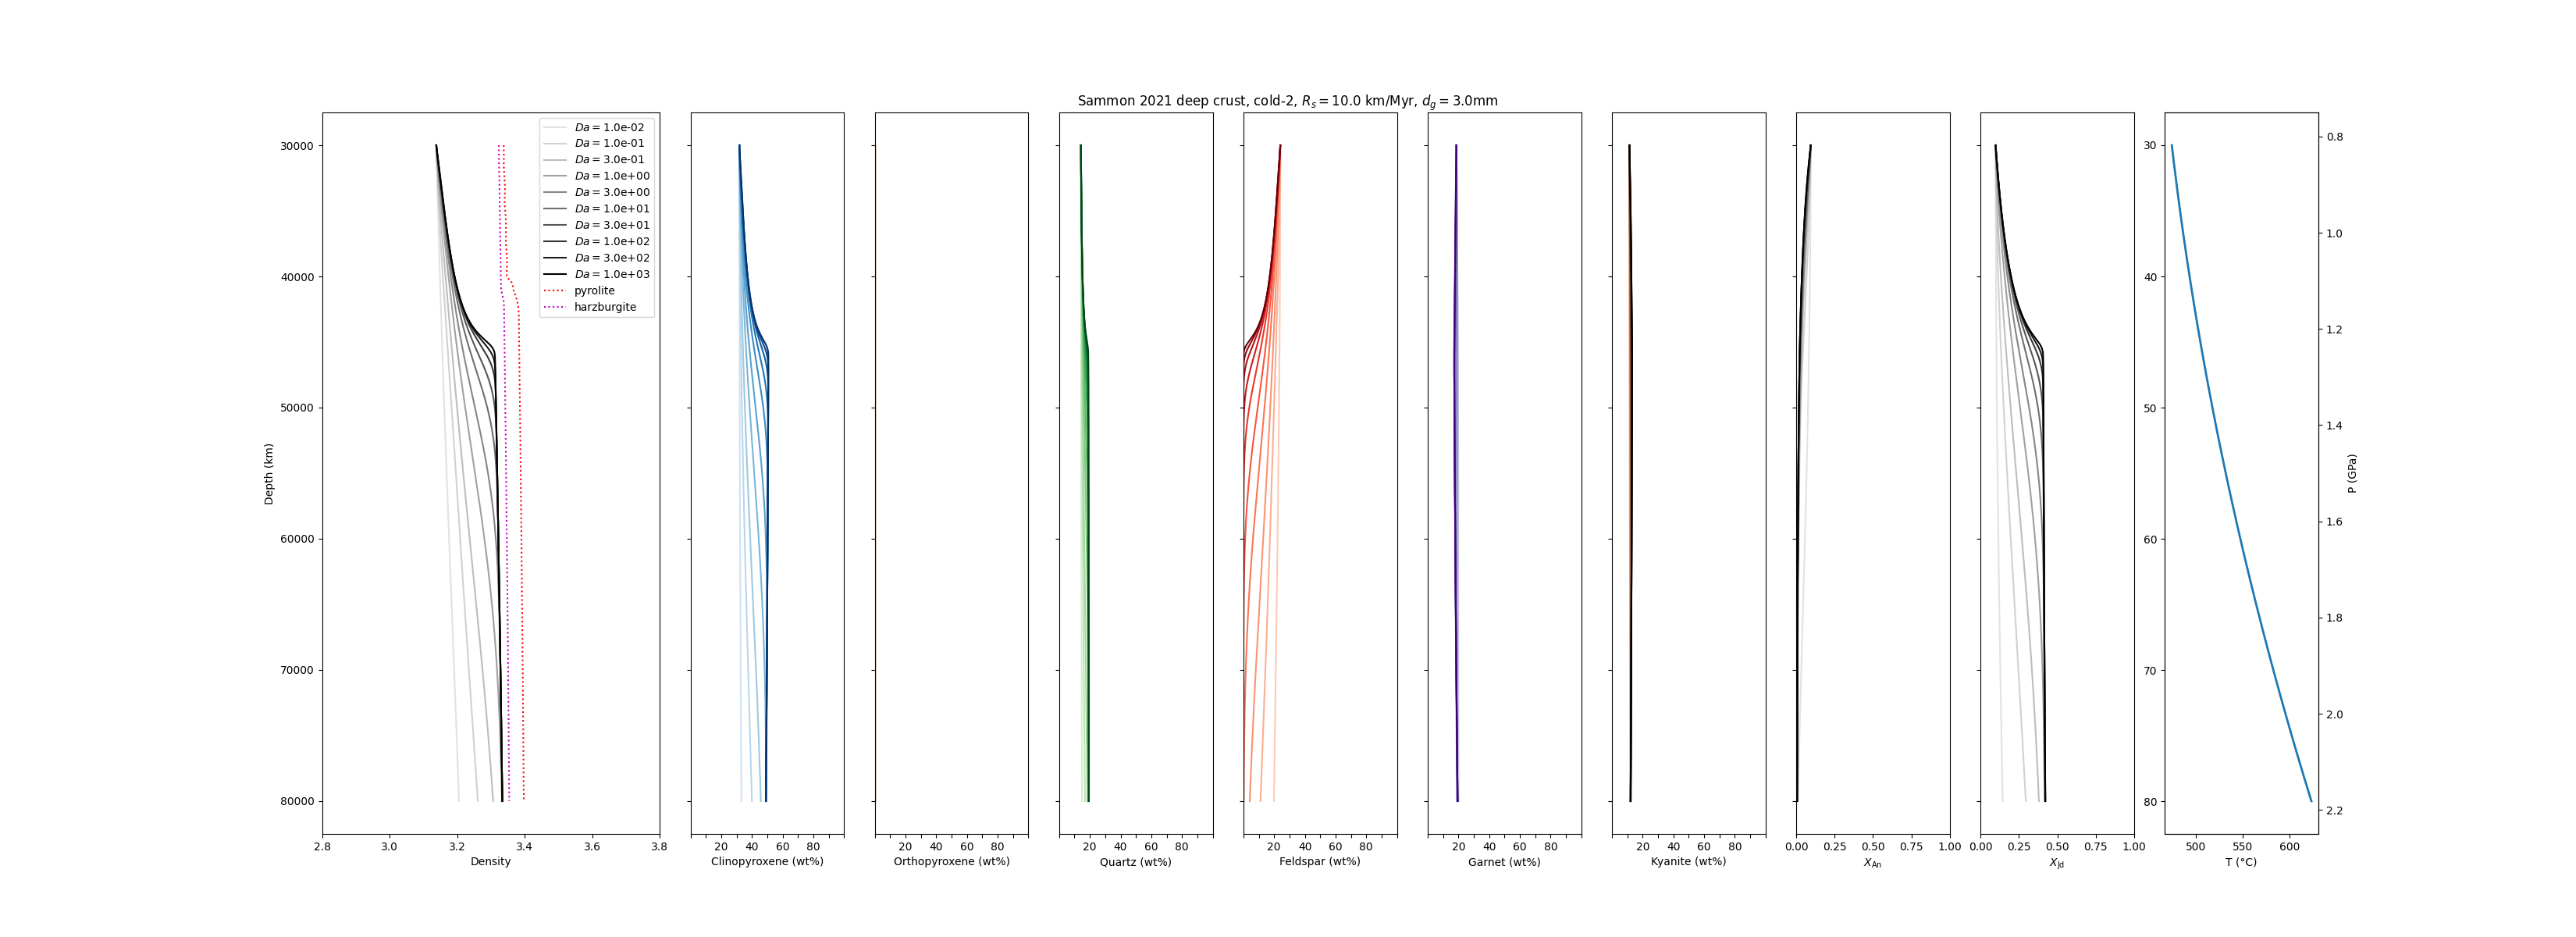 Sammon 2021 deep crust, cold-2, R_s = 10.0 km/Myr, d_g = 3.0mm
Da = 1.0e-02
Da = 1.0e-01
Da = 3.0e-01
Da = 1.0e+00
Da = 3.0e+00
Da = 1.0e+01
Da = 3.0e+01
Da = 1.0e+02
Da = 3.0e+02
Da = 1.0e+03
pyrolite
harzburgite
Depth (km)
30000
40000
50000
60000
70000
80000
2.8 3.0 3.2 3.4 3.6 3.8
Density
20 40 60 80
Clinopyroxene (wt%)
20 40 60 80
Orthopyroxene (wt%)
20 40 60 80
Quartz (wt%)
20 40 60 80
Feldspar (wt%)
20 40 60 80
Garnet (wt%)
20 40 60 80
Kyanite (wt%)
0.00 0.25 0.50 0.75 1.00
X_An
0.00 0.25 0.50 0.75 1.00
X_Jd
30
40
50
60
70
80
500 550 600
T (°C)
0.8
1.0
1.2
1.4
1.6
1.8
2.0
2.2
P (GPa)